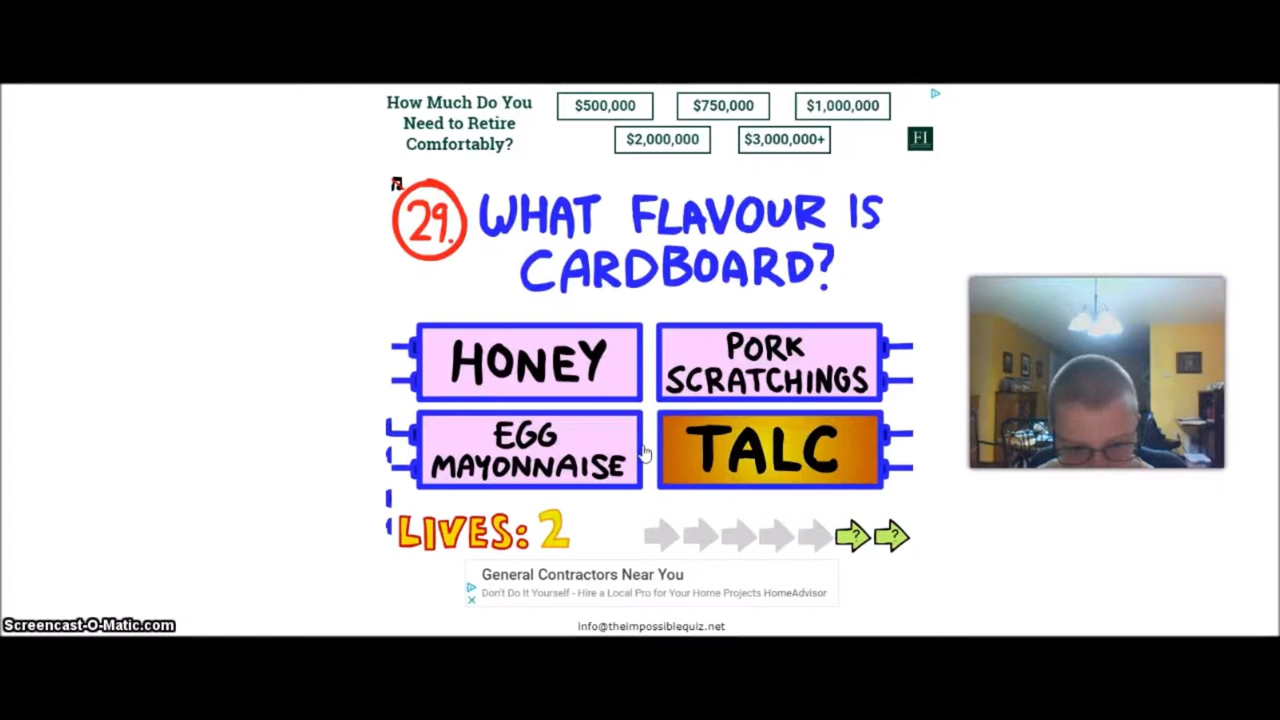 How Much Do You
Need to Retire
Comfortably?
$500,000
$750,000
$1,000,000
$2,000,000
$3,000,000+
FI
29. WHAT FLAVOUR IS
CARDBOARD?
HONEY
PORK
SCRATCHINGS
EGG
MAYONNAISE
TALC
LIVES: 2
? ?
General Contractors Near You
Don't Do It Yourself - Hire a Local Pro for Your Home Projects HomeAdvisor
info@theimpossiblequiz.net
Screencast-O-Matic.com